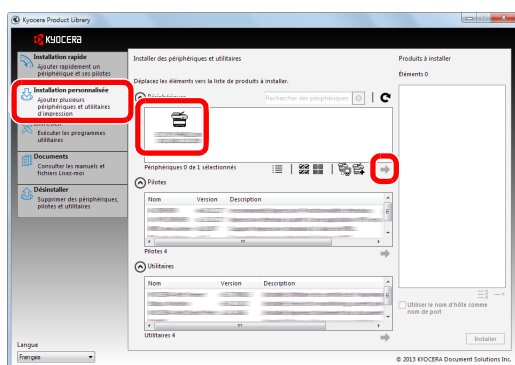 Kyocera Product Library
KYOCERA
Installation rapide
Ajouter rapidement un
périphérique et ses pilotes
Installation personnalisée
Ajouter plusieurs
périphériques et utilitaires
d'impression
Exécuter les programmes
utilitaires
Documents
Consulter les manuels et
fichiers Lisez-moi
Désinstaller
Supprimer des périphériques,
pilotes et utilitaires
Langue
Français
Installer des périphériques et utilitaires
Déplacez les éléments vers la liste de produits à installer.
Périphériques
Rechercher des périphériques
Périphériques 0 de 1 sélectionnés
Pilotes
Nom Version Description
Pilotes 4
Utilitaires
Nom Version Description
Utilitaires 4
Produits à installer
Éléments 0
Utiliser le nom d'hôte comme
nom de port
Installer
© 2013 KYOCERA Document Solutions Inc.